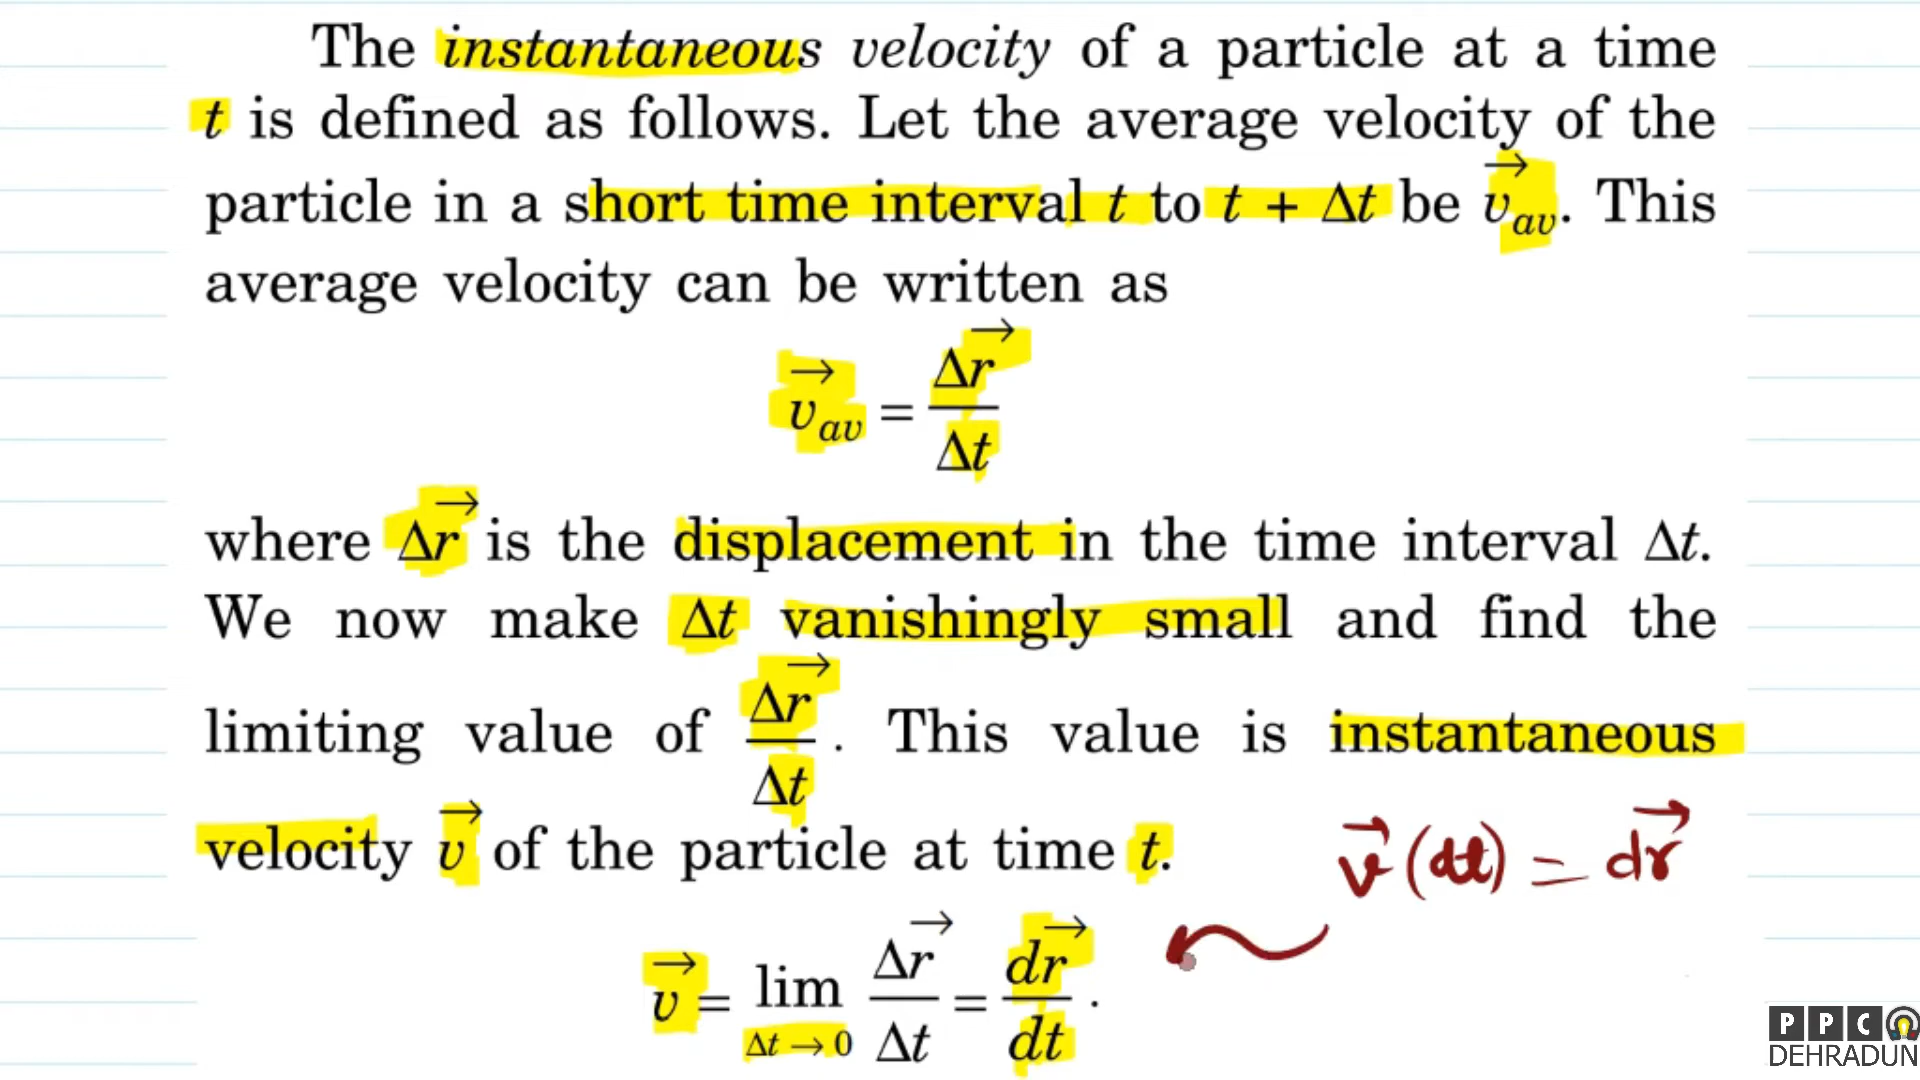 The instantaneous velocity of a particle at a time
t is defined as follows. Let the average velocity of the
particle in a short time interval t to t + Δt be v⃗_av. This
average velocity can be written as
v⃗_av = Δr⃗ / Δt
where Δr⃗ is the displacement in the time interval Δt.
We now make Δt vanishingly small and find the
limiting value of Δr⃗ / Δt. This value is instantaneous
velocity v⃗ of the particle at time t.
v⃗ (dt) = dr⃗
v⃗ = lim Δt→0 Δr⃗ / Δt = dr⃗ / dt.
PPC
DEHRADUN